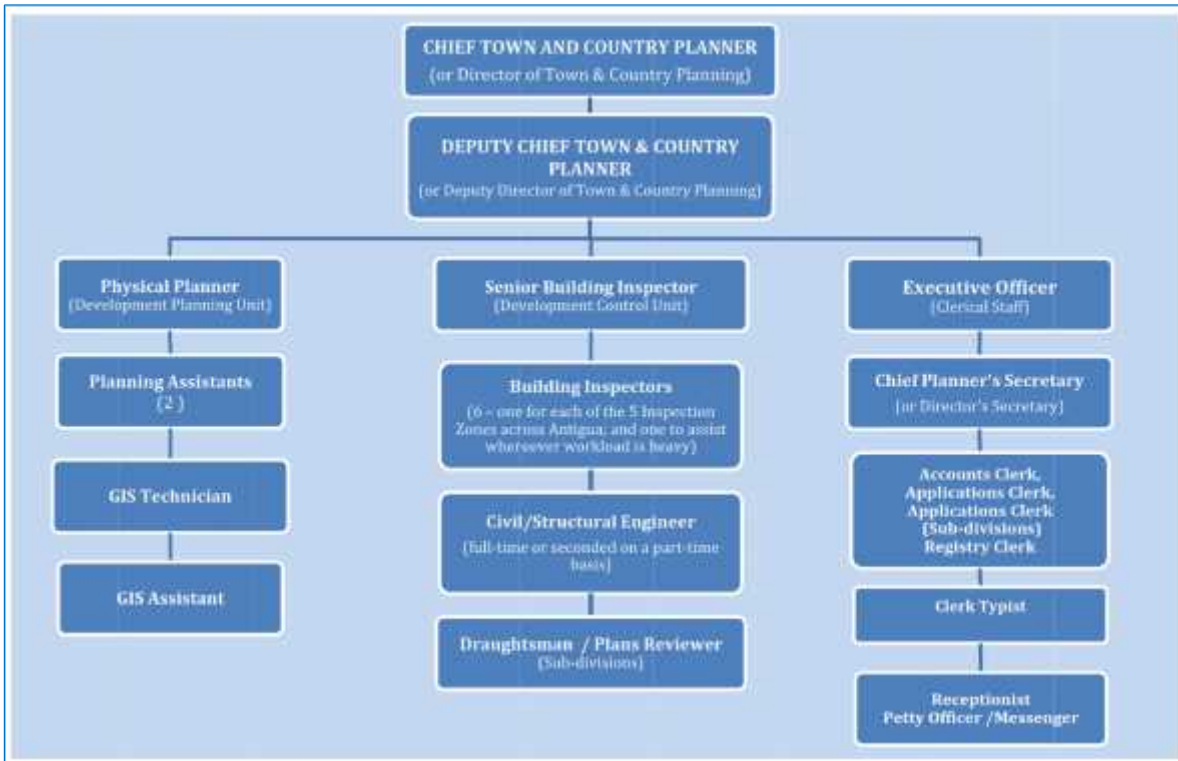 CHIEF TOWN AND COUNTRY PLANNER
(or Director of Town & Country Planning)
DEPUTY CHIEF TOWN & COUNTRY
PLANNER
(or Deputy Director of Town & Country Planning)
Physical Planner
(Development Planning Unit)
Planning Assistants
(2 )
GIS Technician
GIS Assistant
Senior Building Inspector
(Development Control Unit)
Building Inspectors
(6 – one for each of the 5 Inspection
Zones across Antigua, and one to assist
wheresoever workload is heavy)
Civil/Structural Engineer
(full-time or seconded on a part-time
basis)
Draughtsman / Plans Reviewer
(Sub-divisions)
Executive Officer
(Clerical Staff)
Chief Planner's Secretary
(or Director's Secretary)
Accounts Clerk,
Applications Clerk,
Applications Clerk
(Sub-divisions)
Registry Clerk
Clerk Typist
Receptionist
Petty Officer /Messenger